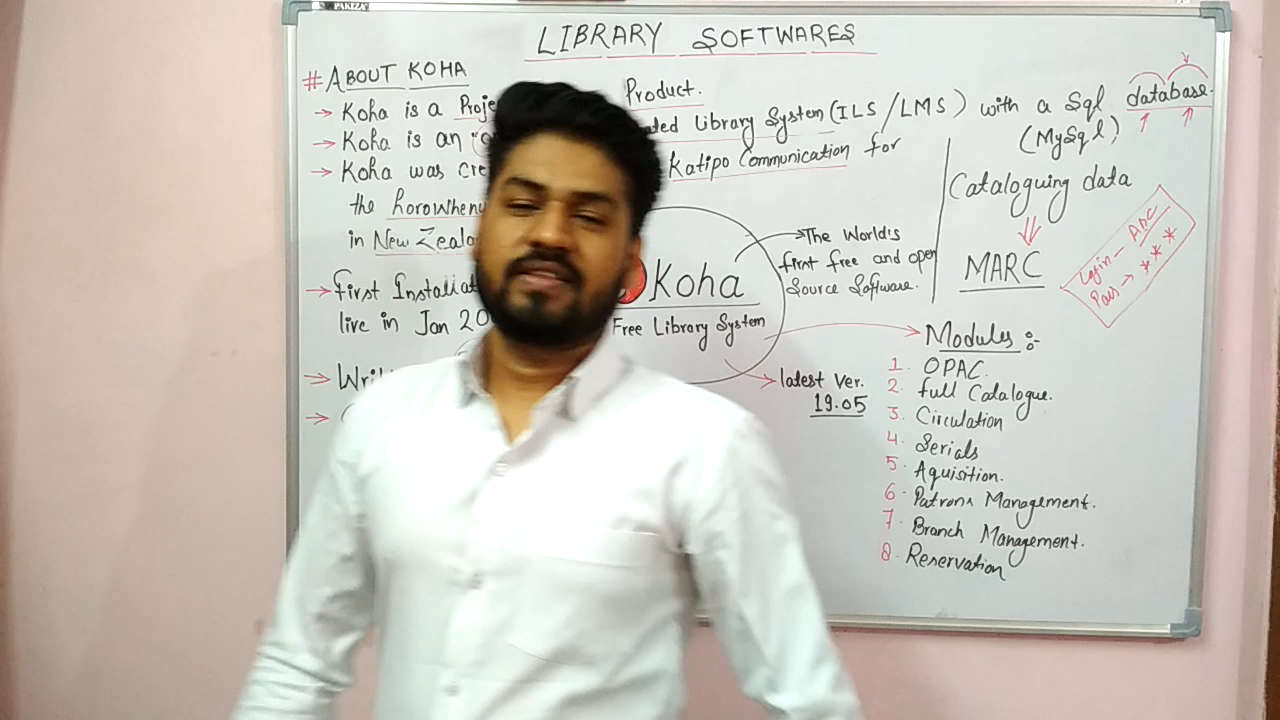 PAKIZA
LIBRARY SOFTWARES
# ABOUT KOHA
→ Koha is a Product.
→ Koha is an Library System (ILS/LMS) with a Sql database.
(MySql)
→ Koha was Katipo Communication for
the
in New
→ First
live in Jan
→
→
Koha
Free Library System
→ The World's
first free and open
Source Software.
→ latest Ver.
19.05
Cataloguing data
MARC
Login - ABC
Pass → ***
Modules :-
1. OPAC.
2. full Catalogue.
3. Circulation
4. Serials
5. Aquisition.
6. Patrons Management.
7. Branch Management.
8. Reservation